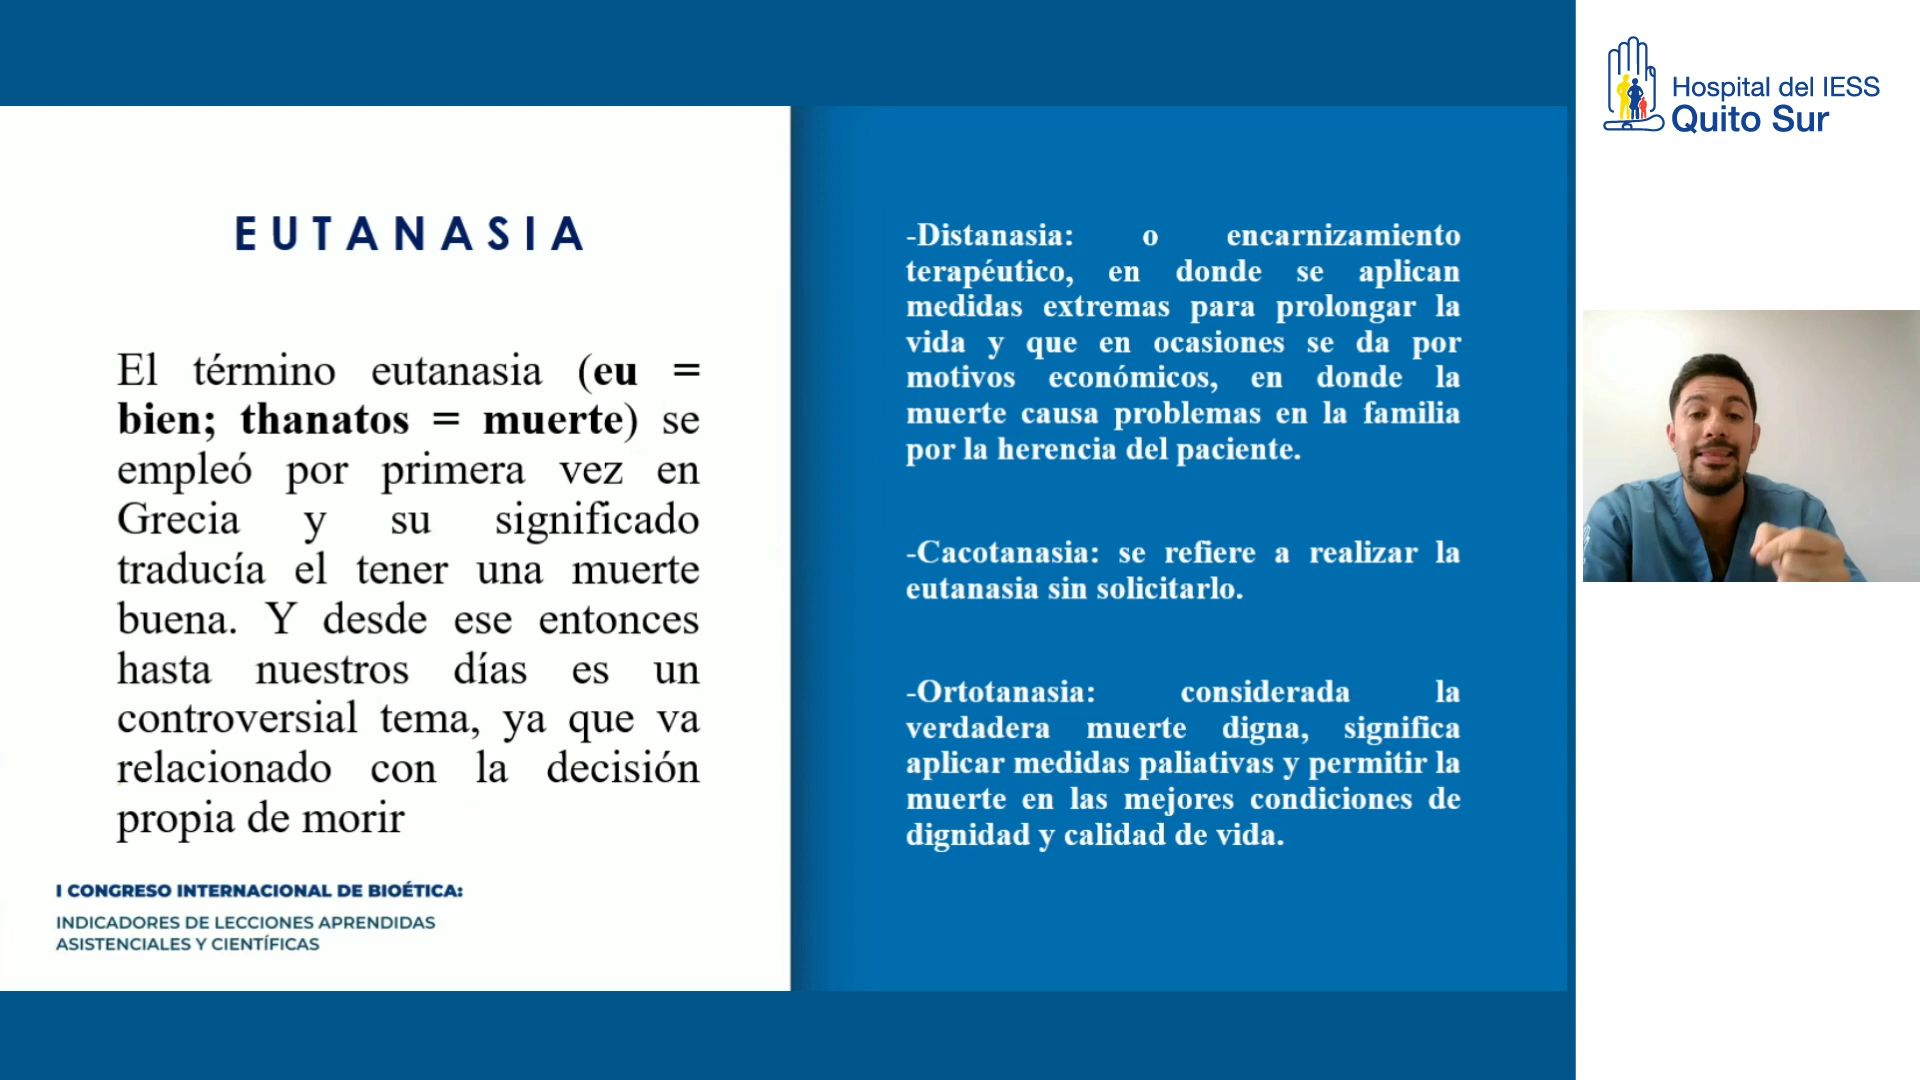 EUTANASIA
El término eutanasia (eu =
bien; thanatos = muerte) se
empleó por primera vez en
Grecia y su significado
traducía el tener una muerte
buena. Y desde ese entonces
hasta nuestros días es un
controversial tema, ya que va
relacionado con la decisión
propia de morir
I CONGRESO INTERNACIONAL DE BIOÉTICA:
INDICADORES DE LECCIONES APRENDIDAS
ASISTENCIALES Y CIENTÍFICAS
-Distanasia: o encarnizamiento
terapéutico, en donde se aplican
medidas extremas para prolongar la
vida y que en ocasiones se da por
motivos económicos, en donde la
muerte causa problemas en la familia
por la herencia del paciente.
-Cacotanasia: se refiere a realizar la
eutanasia sin solicitarlo.
-Ortotanasia: considerada la
verdadera muerte digna, significa
aplicar medidas paliativas y permitir la
muerte en las mejores condiciones de
dignidad y calidad de vida.
Hospital del IESS
Quito Sur